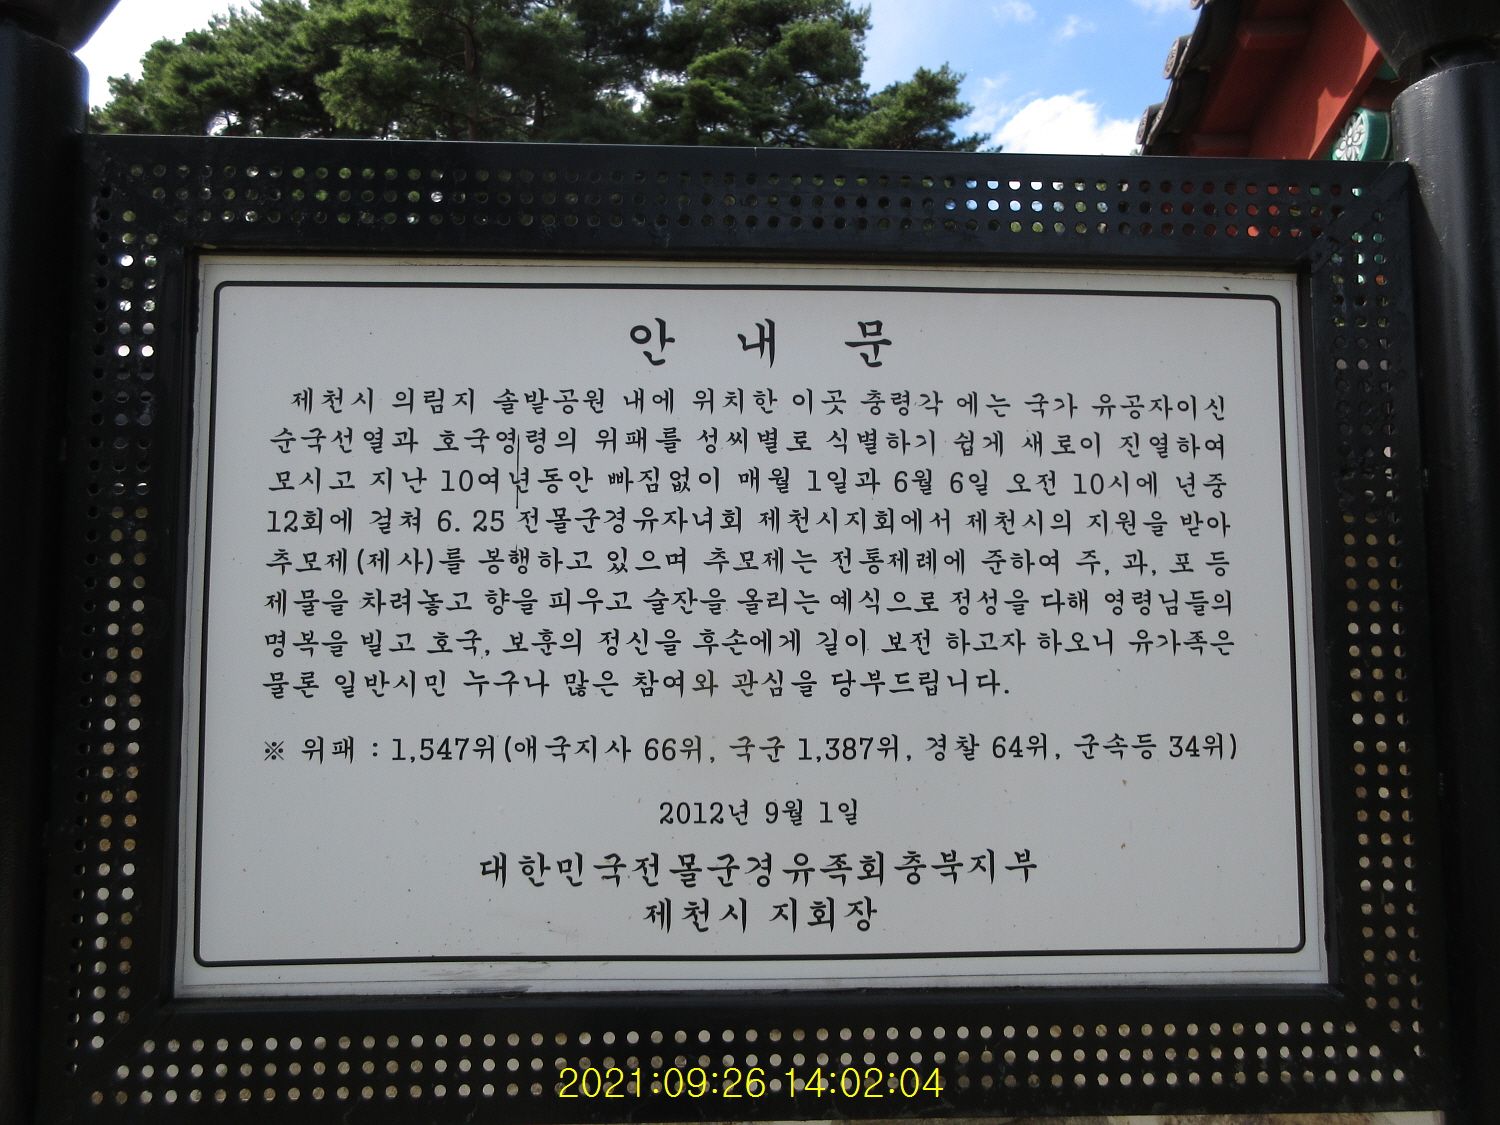 안 내 문
제천시 의림지 솔밭공원 내에 위치한 이곳 충령각 에는 국가 유공자이신
순국선열과 호국영령의 위패를 성씨별로 식별하기 쉽게 새로이 진열하여
모시고 지난 10여년동안 빠짐없이 매월 1일과 6월 6일 오전 10시에 년중
12회에 걸쳐 6. 25 전몰군경유자녀회 제천시지회에서 제천시의 지원을 받아
추모제(제사)를 봉행하고 있으며 추모제는 전통제례에 준하여 주, 과, 포 등
제물을 차려놓고 향을 피우고 술잔을 올리는 예식으로 정성을 다해 영령님들의
명복을 빌고 호국, 보훈의 정신을 후손에게 길이 보전 하고자 하오니 유가족은
물론 일반시민 누구나 많은 참여와 관심을 당부드립니다.
※ 위패 : 1,547위(애국지사 66위, 국군 1,387위, 경찰 64위, 군속등 34위)
2012년 9월 1일
대한민국전몰군경유족회충북지부
제천시 지회장
2021:09:26 14:02:04